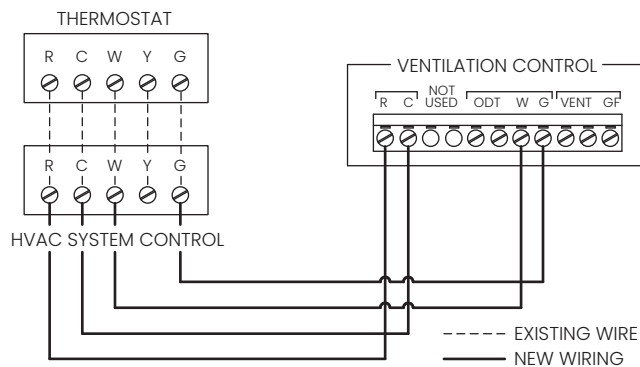 THERMOSTAT
R C W Y G
R C W Y G
HVAC SYSTEM CONTROL
VENTILATION CONTROL
NOT
R C USED ODT W G VENT GF
EXISTING WIRE
NEW WIRING